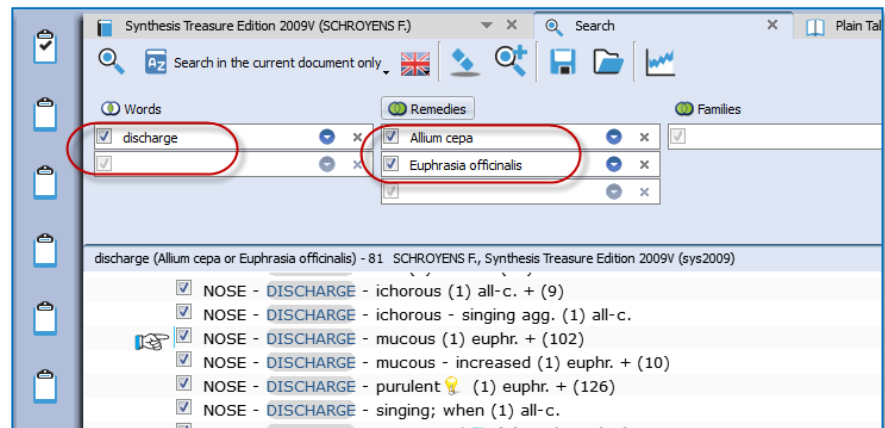 Synthesis Treasure Edition 2009V (SCHROYENS F.) Search Plain Tal
AZ Search in the current document only
Words Remedies Families
discharge Allium cepa
Euphrasia officinalis
discharge (Allium cepa or Euphrasia officinalis) - 81 SCHROYENS F., Synthesis Treasure Edition 2009V (sys2009)
NOSE - DISCHARGE - ichorous (1) all-c. + (9)
NOSE - DISCHARGE - ichorous - singing agg. (1) all-c.
NOSE - DISCHARGE - mucous (1) euphr. + (102)
NOSE - DISCHARGE - mucous - increased (1) euphr. + (10)
NOSE - DISCHARGE - purulent (1) euphr. + (126)
NOSE - DISCHARGE - singing; when (1) all-c.